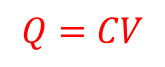 Q = CV